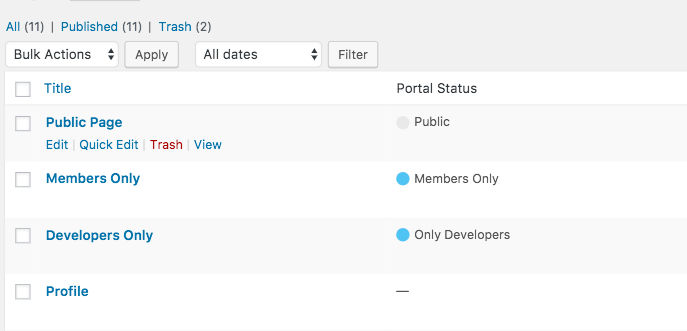 All (11) | Published (11) | Trash (2)
Bulk Actions Apply All dates Filter
Title Portal Status
Public Page Public
Edit | Quick Edit | Trash | View
Members Only Members Only
Developers Only Only Developers
Profile —